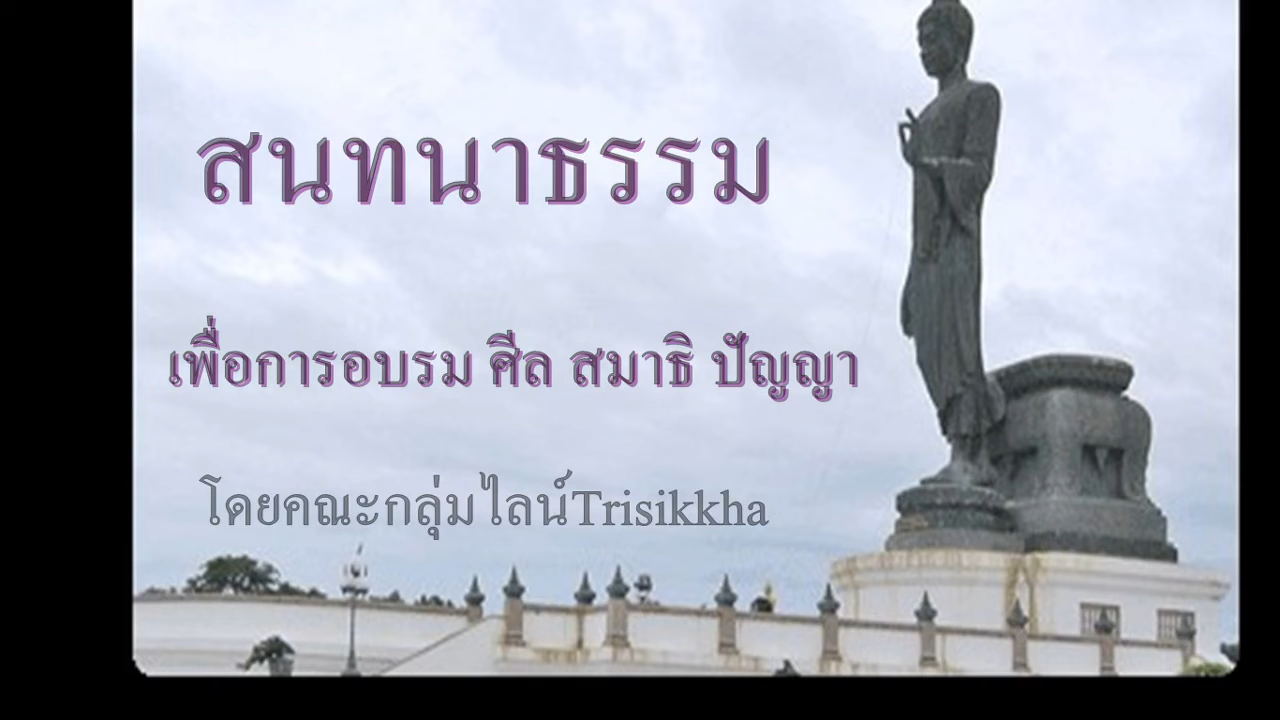 สนทนาธรรม
เพื่อการอบรม ศีล สมาธิ ปัญญา
โดยคณะกลุ่มไลน์Trisikkha